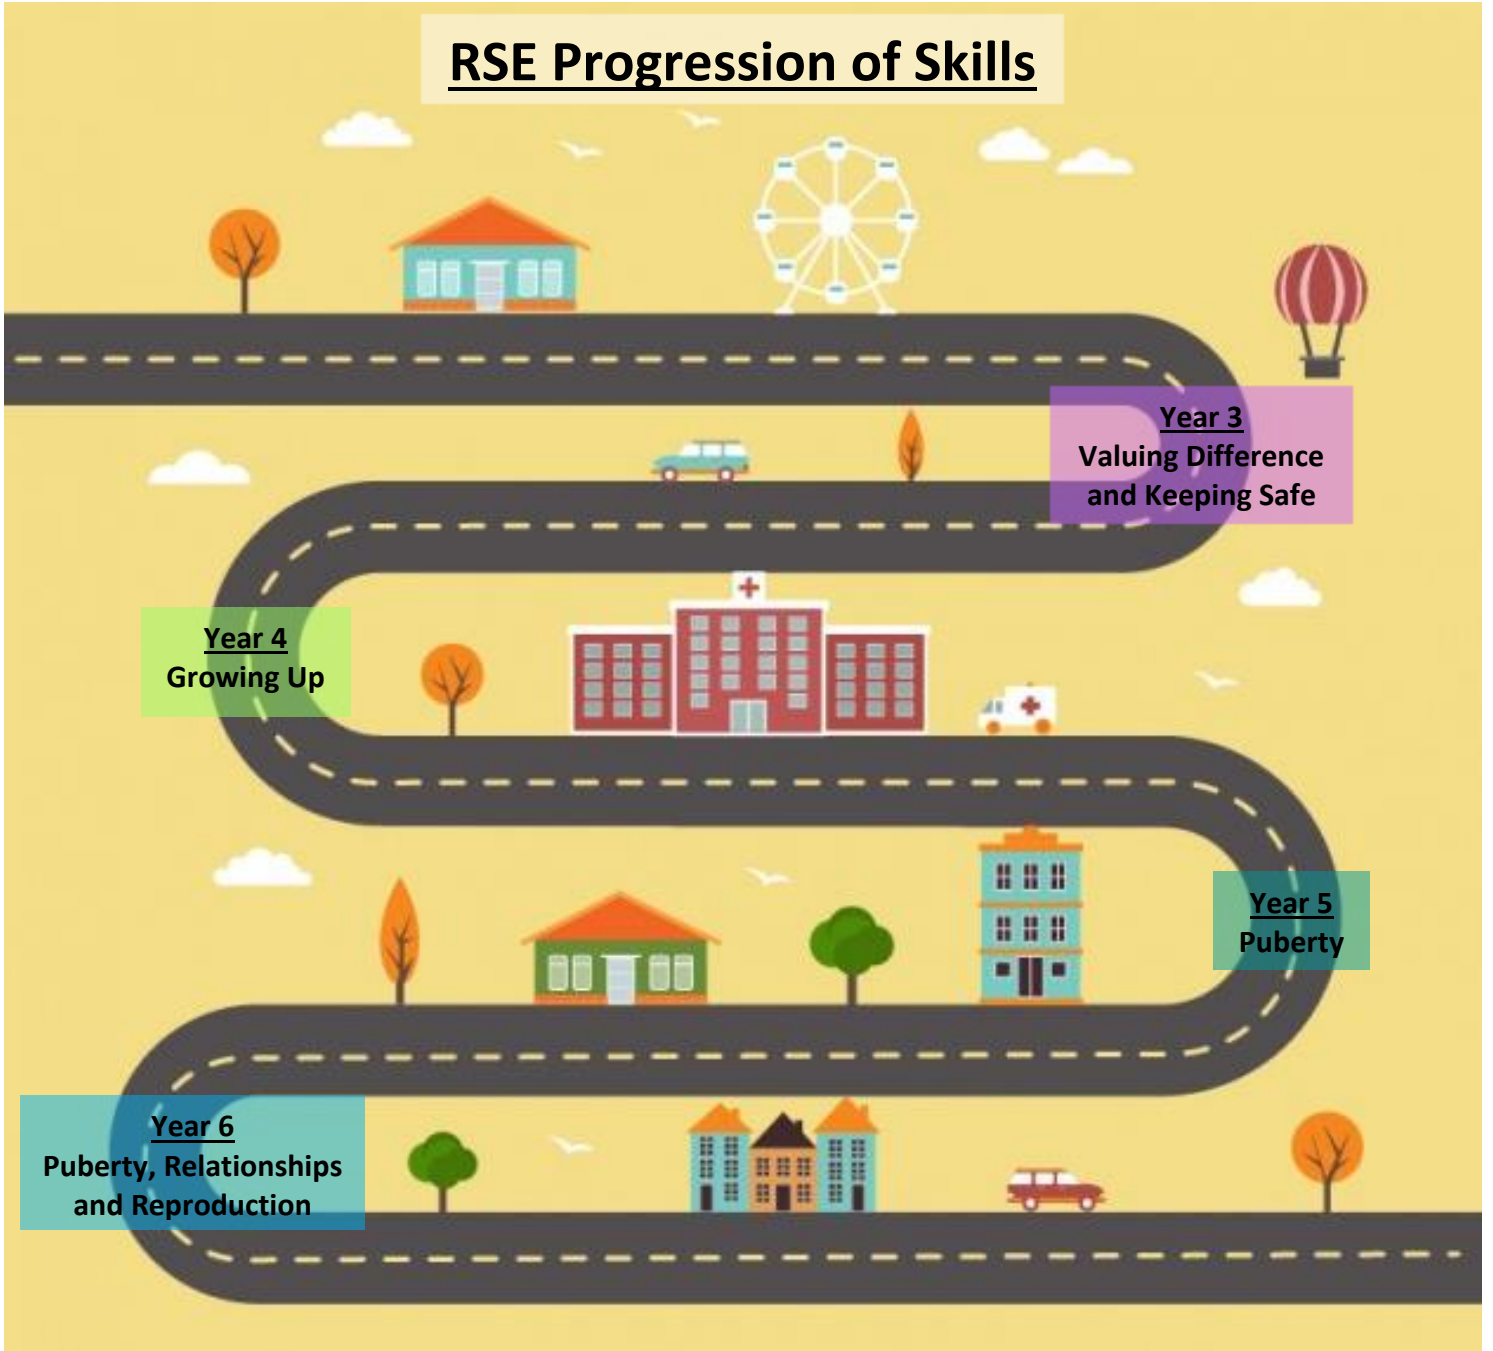 RSE Progression of Skills
Year 3
Valuing Difference
and Keeping Safe
Year 4
Growing Up
Year 5
Puberty
Year 6
Puberty, Relationships
and Reproduction